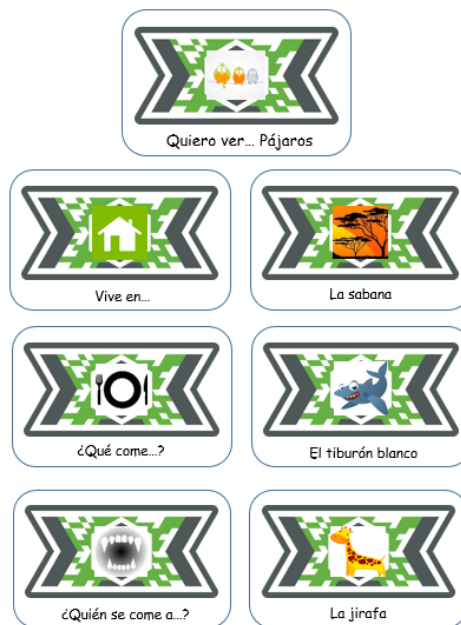 Quiero ver... Pájaros
Vive en...
La sabana
¿Qué come...?
El tiburón blanco
¿Quién se come a...?
La jirafa